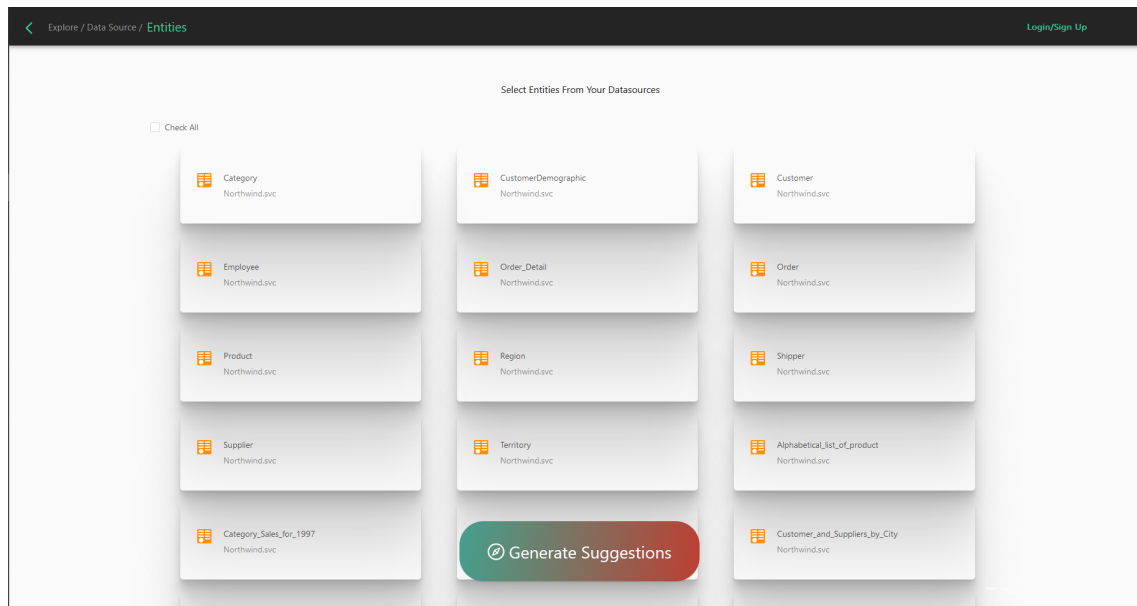 Explore / Data Source / Entities
Login/Sign Up
Select Entities From Your Datasources
Check All
Category
Northwind.svc
CustomerDemographic
Northwind.svc
Customer
Northwind.svc
Employee
Northwind.svc
Order_Detail
Northwind.svc
Order
Northwind.svc
Product
Northwind.svc
Region
Northwind.svc
Shipper
Northwind.svc
Supplier
Northwind.svc
Territory
Northwind.svc
Alphabetical_list_of_product
Northwind.svc
Category_Sales_for_1997
Northwind.svc
Generate Suggestions
Customer_and_Suppliers_by_City
Northwind.svc